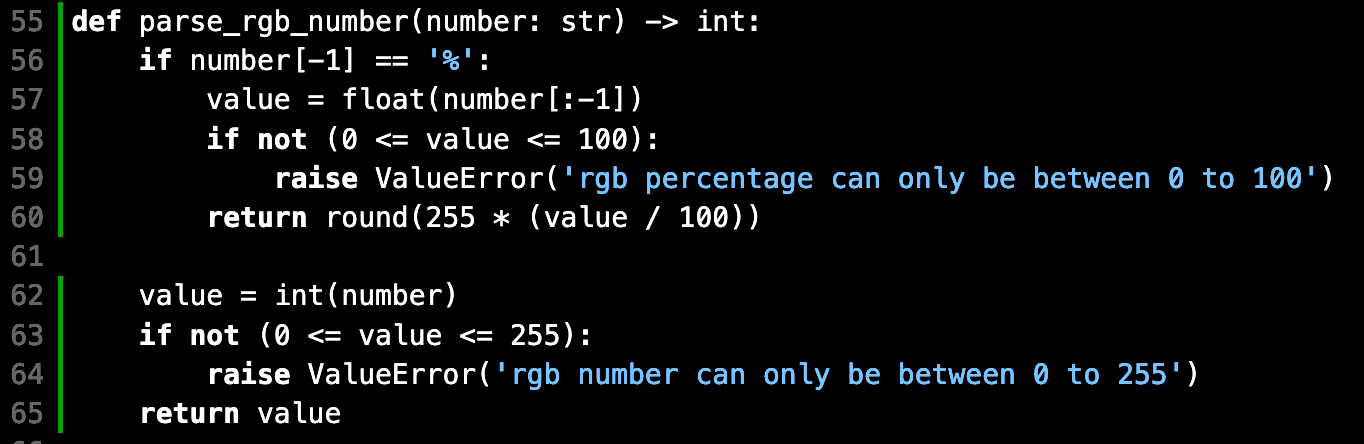 55 def parse_rgb_number(number: str) -> int:
56     if number[-1] == '%':
57         value = float(number[:-1])
58         if not (0 <= value <= 100):
59             raise ValueError('rgb percentage can only be between 0 to 100')
60         return round(255 * (value / 100))
61
62     value = int(number)
63     if not (0 <= value <= 255):
64         raise ValueError('rgb number can only be between 0 to 255')
65     return value